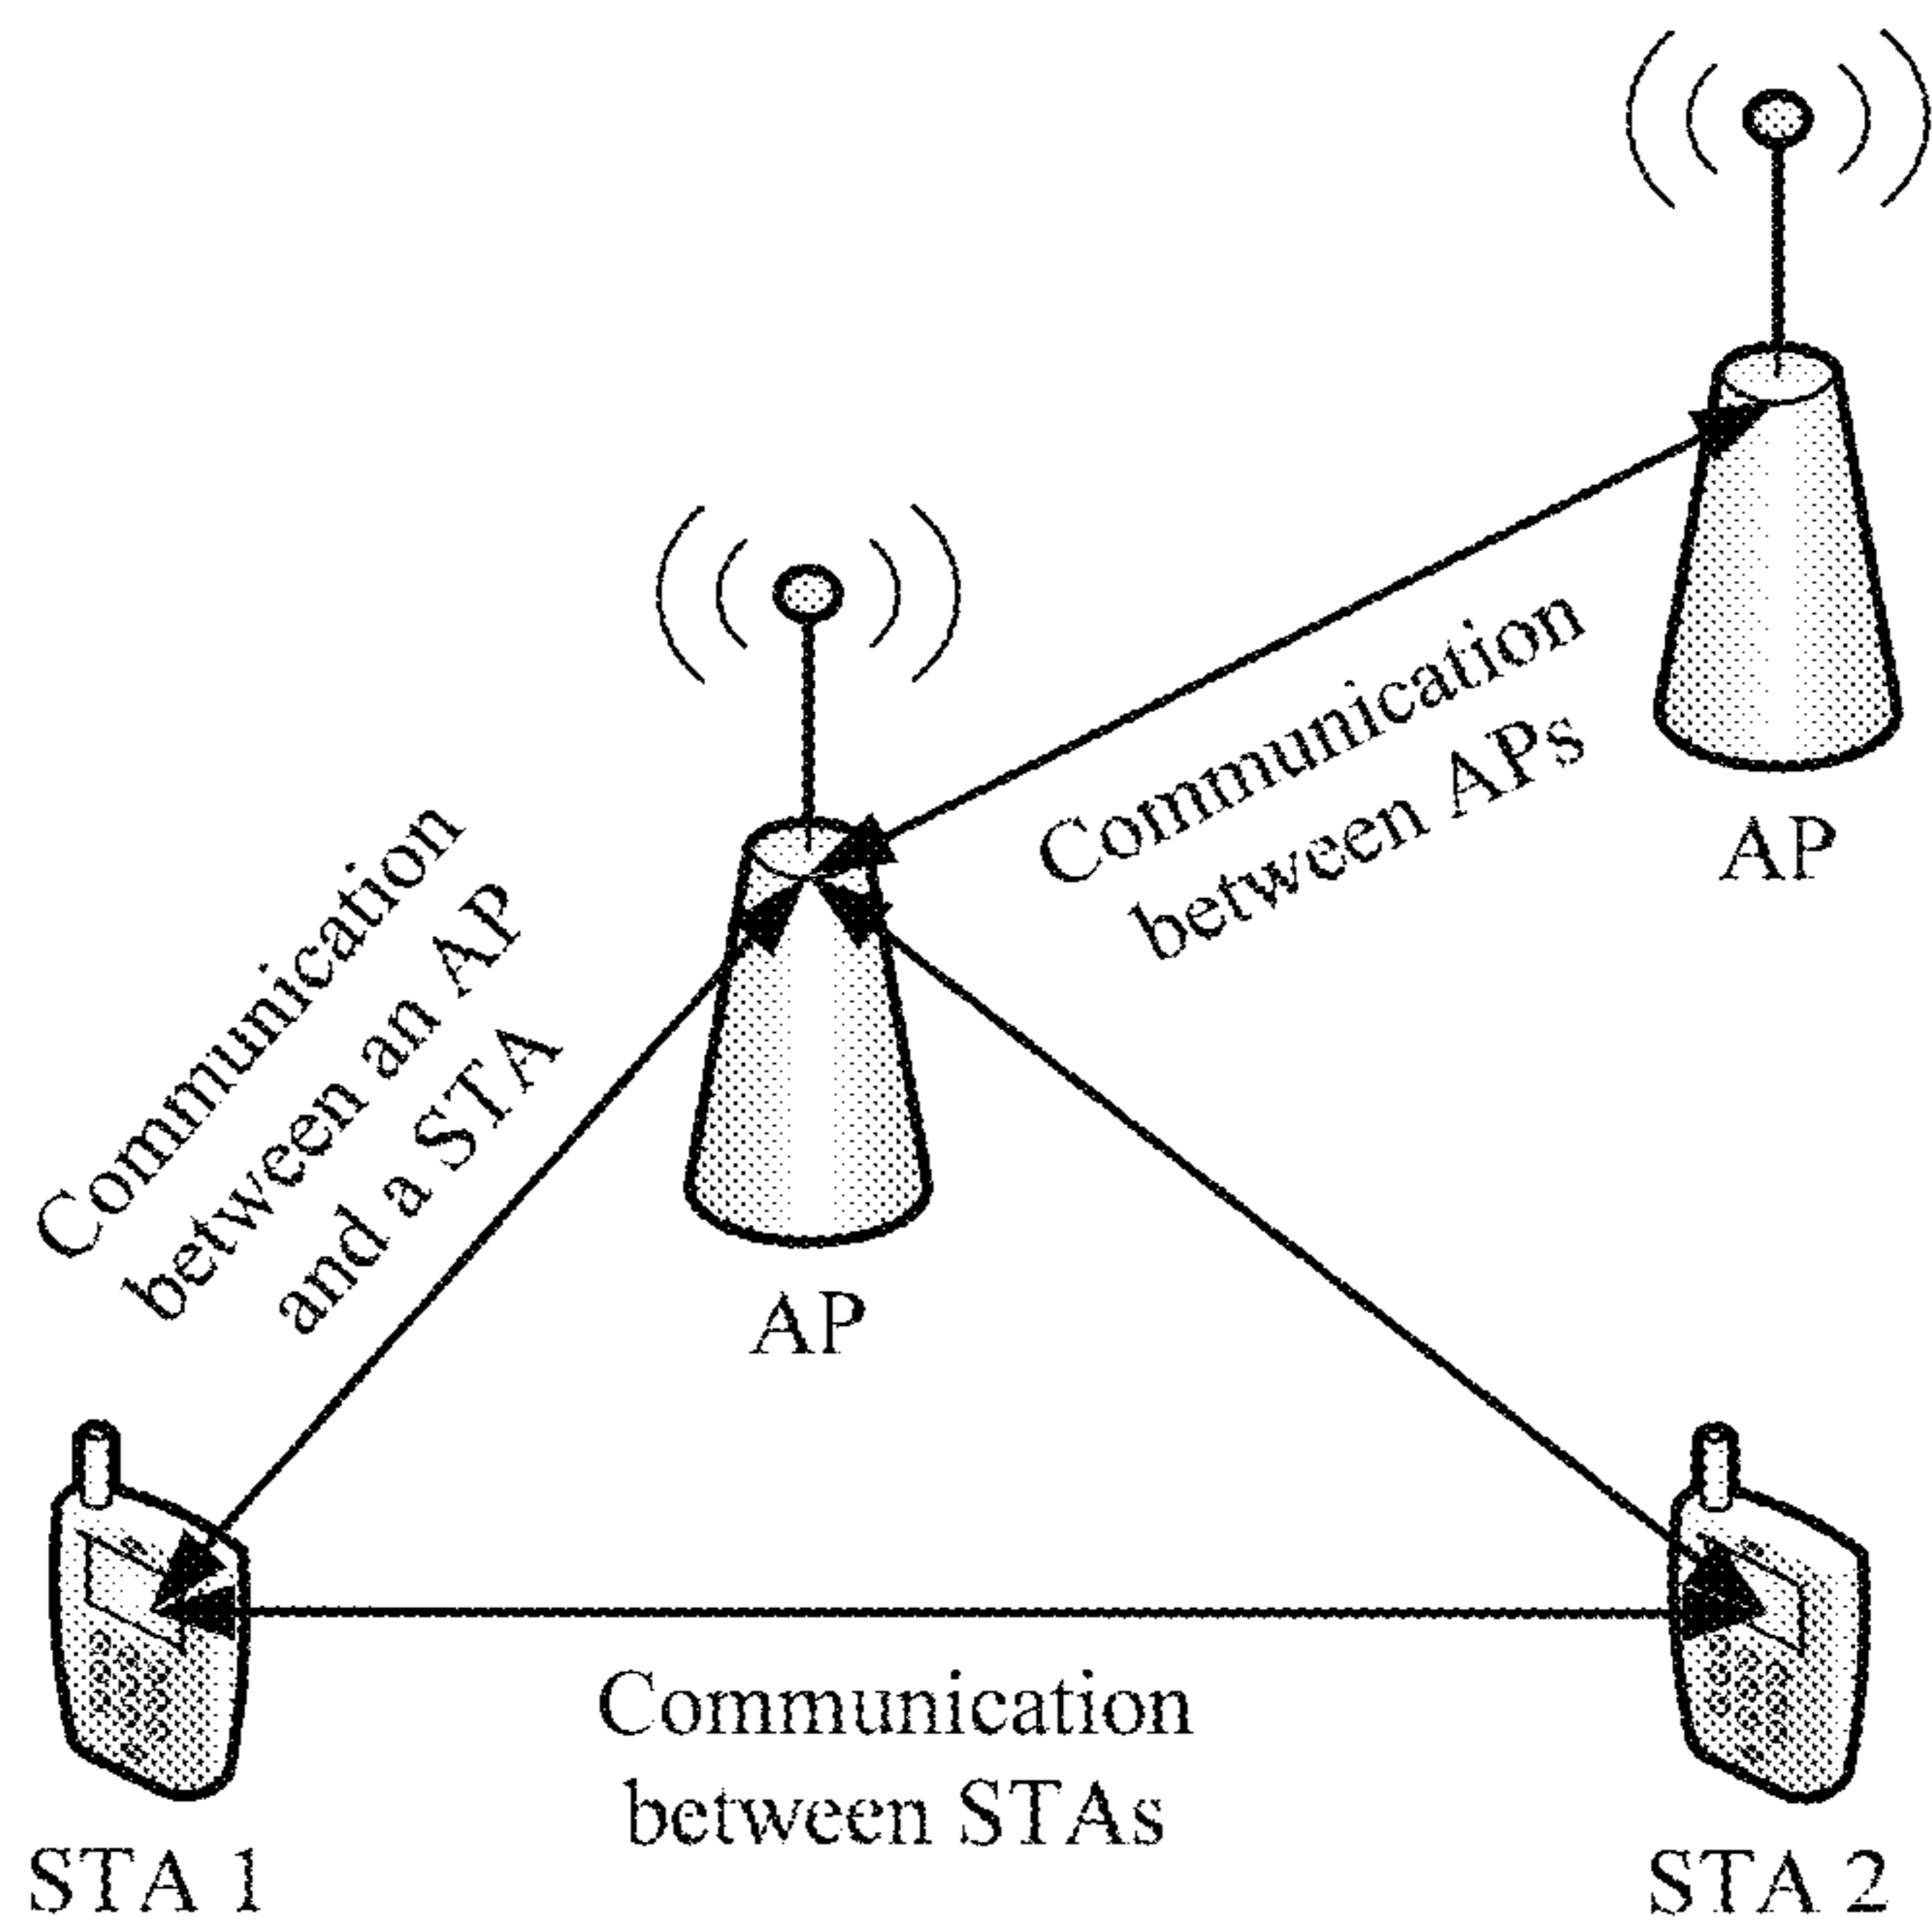 Communication
between APs
AP
Communication
between an AP
and a STA
AP
Communication
between STAs
STA 1
STA 2